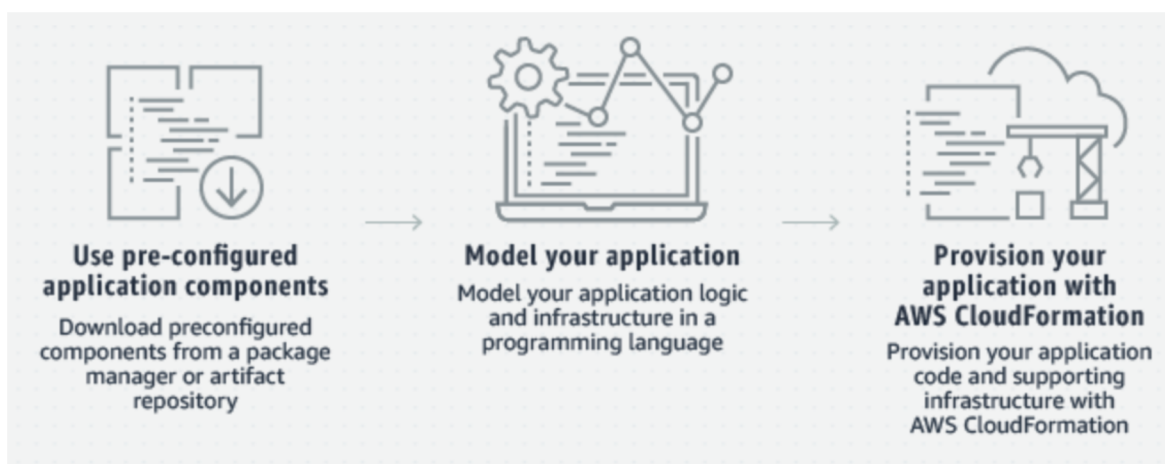 Use pre-configured
application components
Download preconfigured
components from a package
manager or artifact
repository
Model your application
Model your application logic
and infrastructure in a
programming language
Provision your
application with
AWS CloudFormation
Provision your application
code and supporting
infrastructure with
AWS CloudFormation